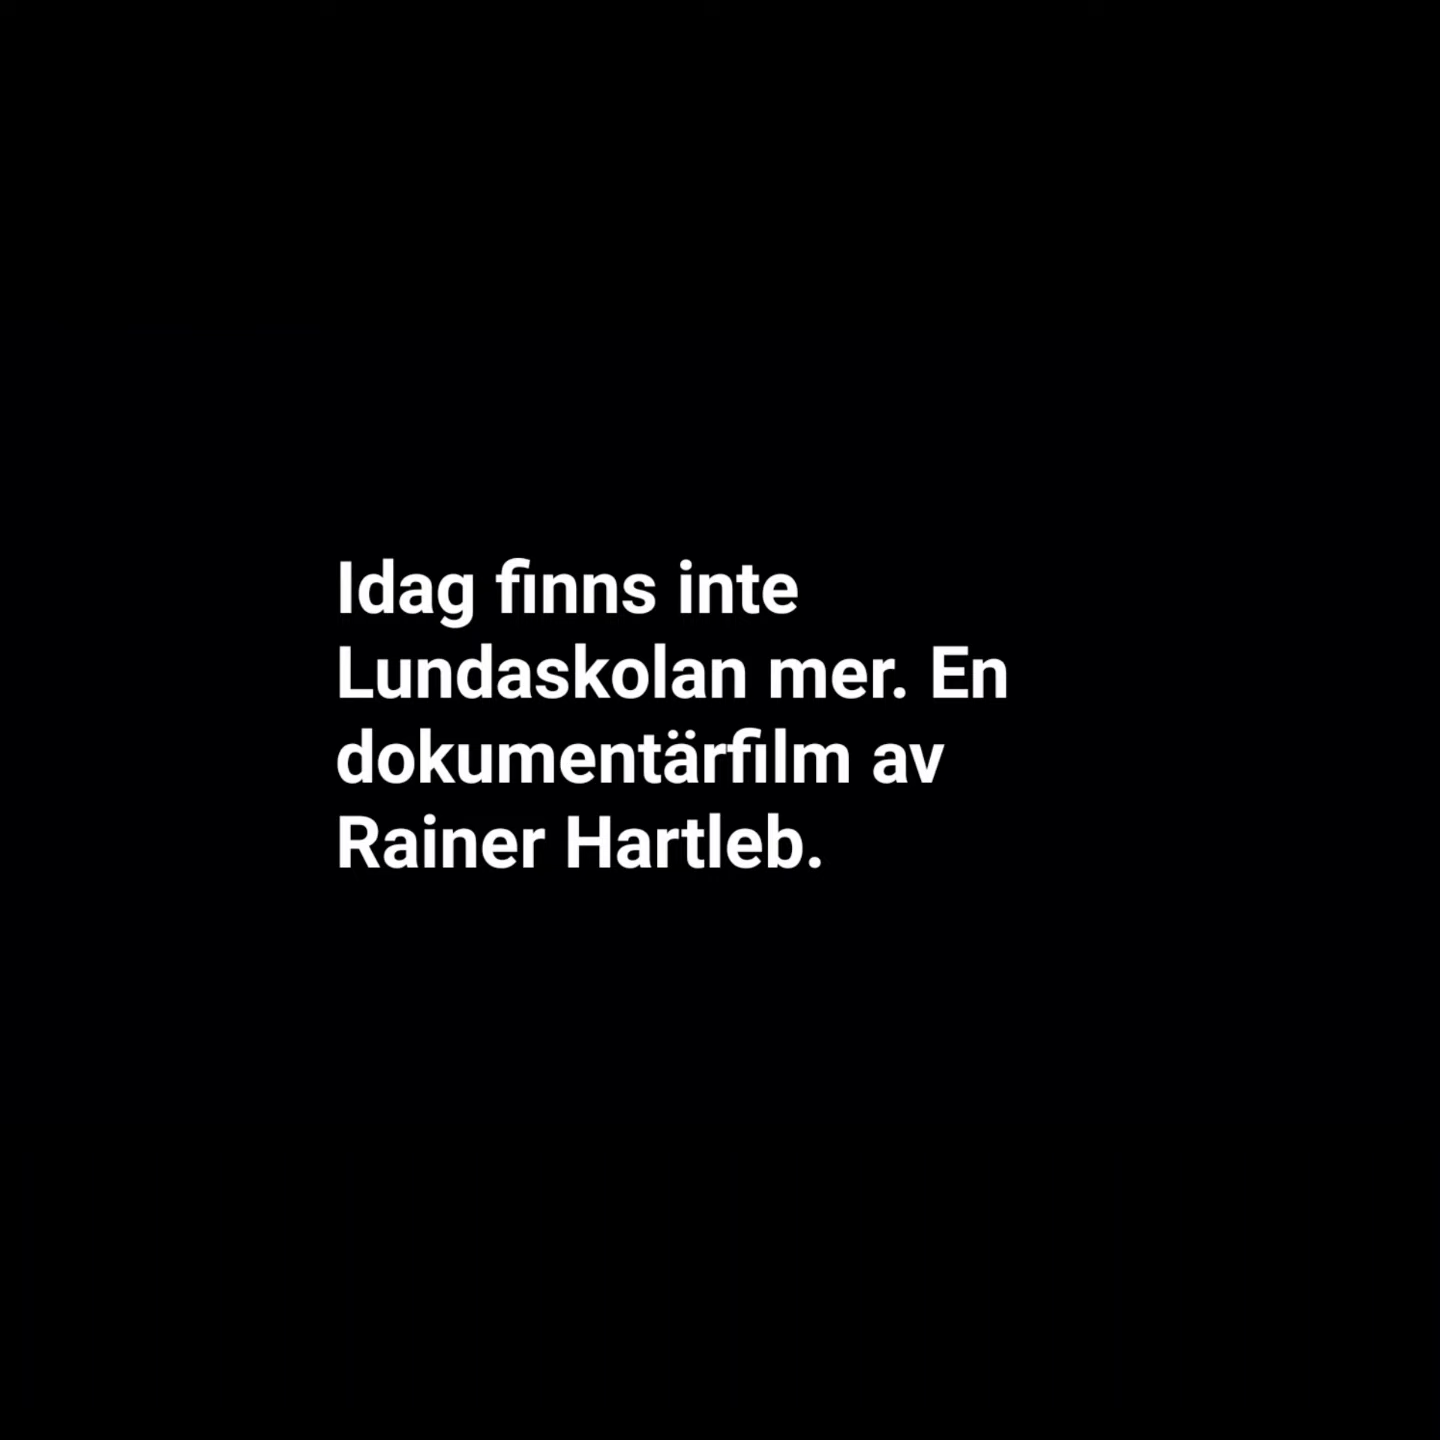 Idag finns inte
Lundaskolan mer. En
dokumentärfilm av
Rainer Hartleb.